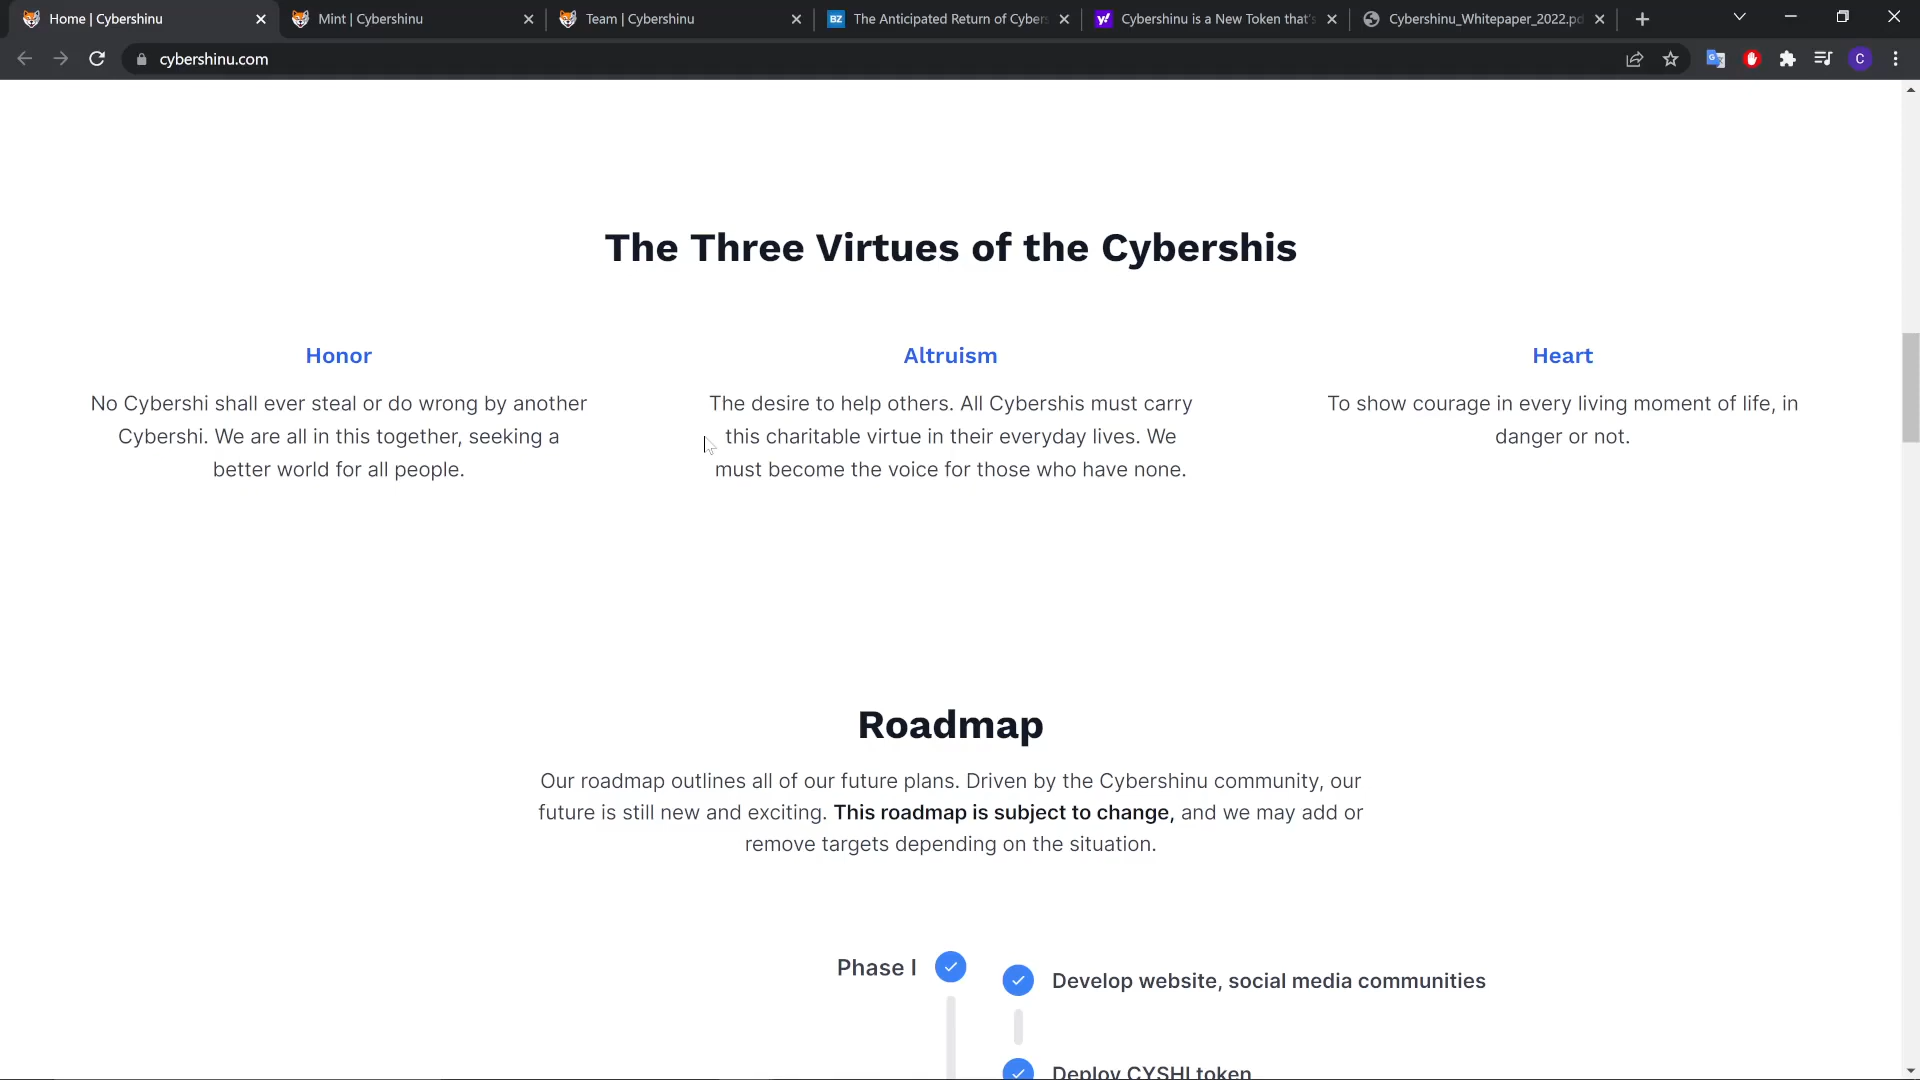 Home | Cybershinu
Mint | Cybershinu
Team | Cybershinu
BZ
The Anticipated Return of Cybers
y!
Cybershinu is a New Token that's
Cybershinu_Whitepaper_2022.pd
cybershinu.com
C
The Three Virtues of the Cybershis
Honor
No Cybershi shall ever steal or do wrong by another
Cybershi. We are all in this together, seeking a
better world for all people.
Altruism
The desire to help others. All Cybershis must carry
this charitable virtue in their everyday lives. We
must become the voice for those who have none.
Heart
To show courage in every living moment of life, in
danger or not.
Roadmap
Our roadmap outlines all of our future plans. Driven by the Cybershinu community, our
future is still new and exciting. This roadmap is subject to change, and we may add or
remove targets depending on the situation.
Phase I
Develop website, social media communities
Deploy CYSHI token